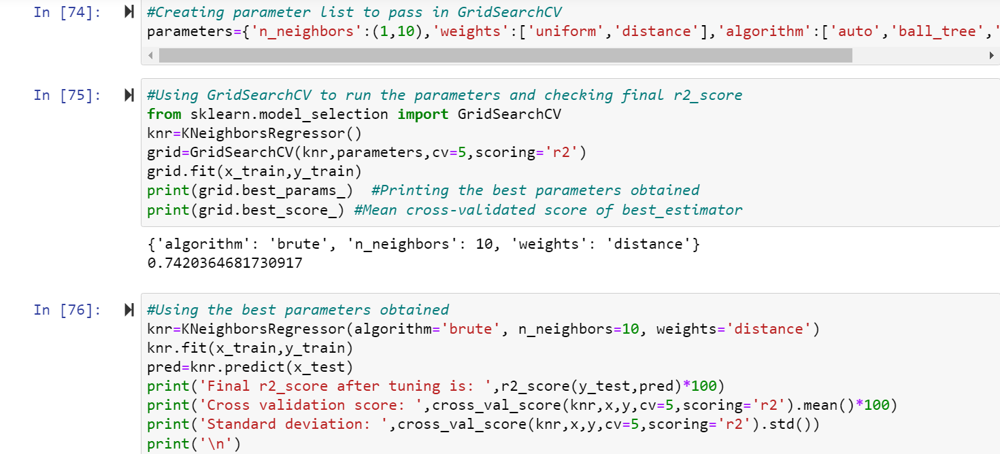 In [74]:
#Creating parameter list to pass in GridSearchCV
parameters={'n_neighbors':(1,10),'weights':['uniform','distance'],'algorithm':['auto','ball_tree','
In [75]:
#Using GridSearchCV to run the parameters and checking final r2_score
from sklearn.model_selection import GridSearchCV
knr=KNeighborsRegressor()
grid=GridSearchCV(knr,parameters,cv=5,scoring='r2')
grid.fit(x_train,y_train)
print(grid.best_params_)  #Printing the best parameters obtained
print(grid.best_score_) #Mean cross-validated score of best_estimator
{'algorithm': 'brute', 'n_neighbors': 10, 'weights': 'distance'}
0.7420364681730917
In [76]:
#Using the best parameters obtained
knr=KNeighborsRegressor(algorithm='brute', n_neighbors=10, weights='distance')
knr.fit(x_train,y_train)
pred=knr.predict(x_test)
print('Final r2_score after tuning is: ',r2_score(y_test,pred)*100)
print('Cross validation score: ',cross_val_score(knr,x,y,cv=5,scoring='r2').mean()*100)
print('Standard deviation: ',cross_val_score(knr,x,y,cv=5,scoring='r2').std())
print('\n')